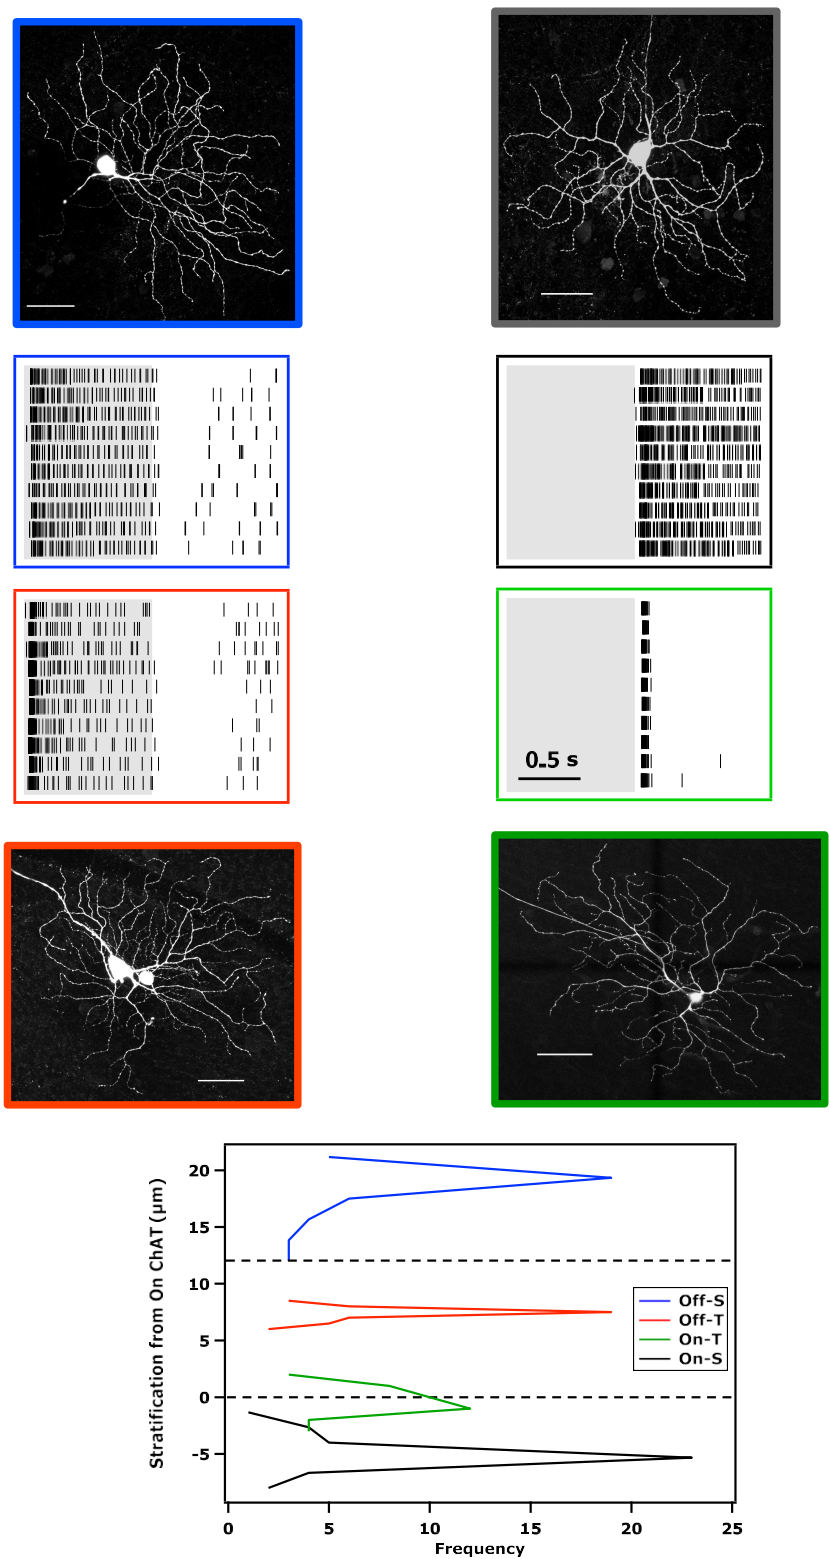 0.5 s
20
15
10
5
0
-5
Stratification from On ChAT (µm)
Off-S
Off-T
On-T
On-S
0 5 10 15 20 25
Frequency